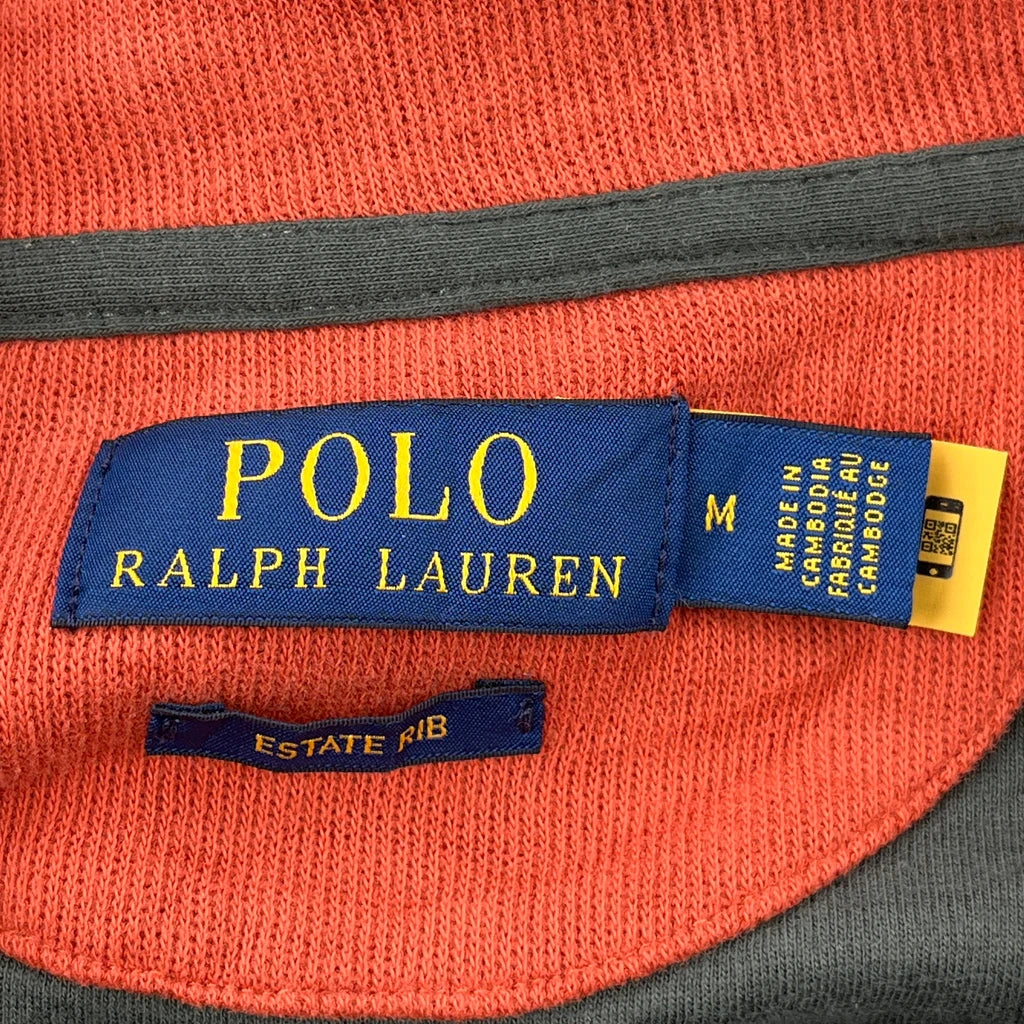 POLO
RALPH LAUREN
M
MADE IN
CAMBODIA
FABRIQUÉ AU
CAMBODGE
ESTATE RIB